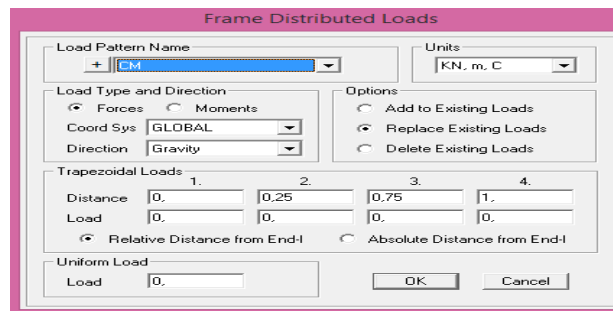 Frame Distributed Loads
Load Pattern Name
+ CM
Units
KN, m, C
Load Type and Direction
Forces Moments
Coord Sys GLOBAL
Direction Gravity
Options
Add to Existing Loads
Replace Existing Loads
Delete Existing Loads
Trapezoidal Loads
1. 2. 3. 4.
Distance 0, 0,25 0,75 1,
Load 0, 0, 0, 0,
Relative Distance from End-I Absolute Distance from End-I
Uniform Load
Load 0,
OK Cancel